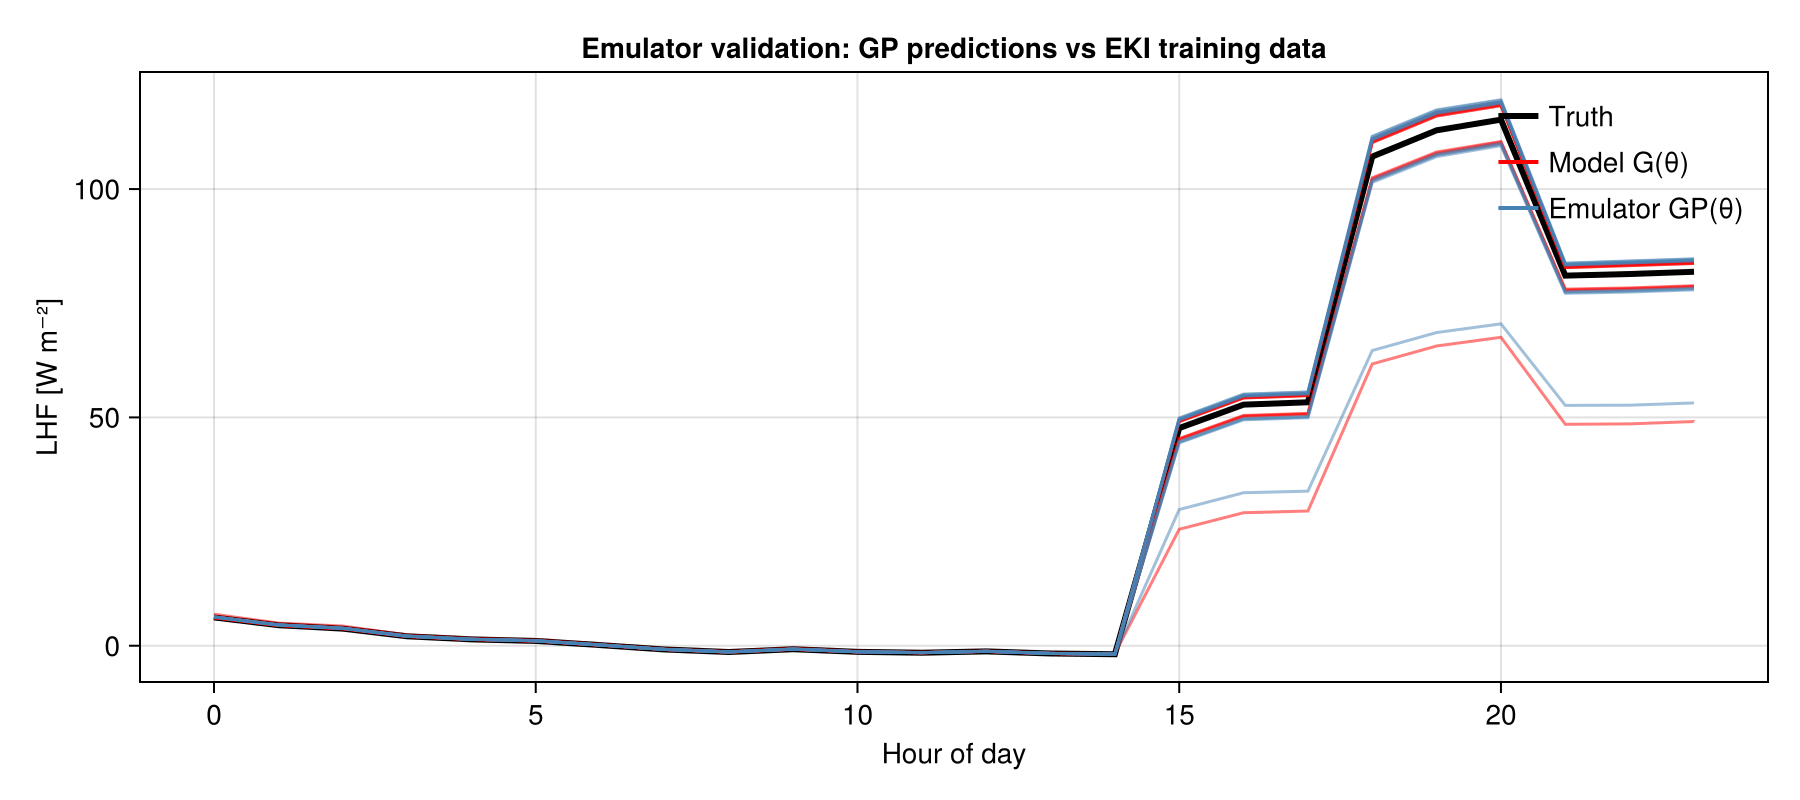 Emulator validation: GP predictions vs EKI training data
Truth
Model G(θ)
Emulator GP(θ)
LHF [W m⁻²]
100
50
0
0
5
10
15
20
Hour of day